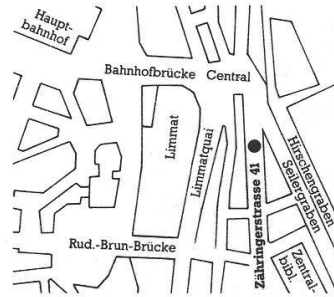 Haupt-
bahnhof
Bahnhofbrücke Central
Limmat
Limmatquai
Hirschengraben
Seilergraben
Zähringerstrasse 41
Rud.-Brun-Brücke
Zentral-
bibl.